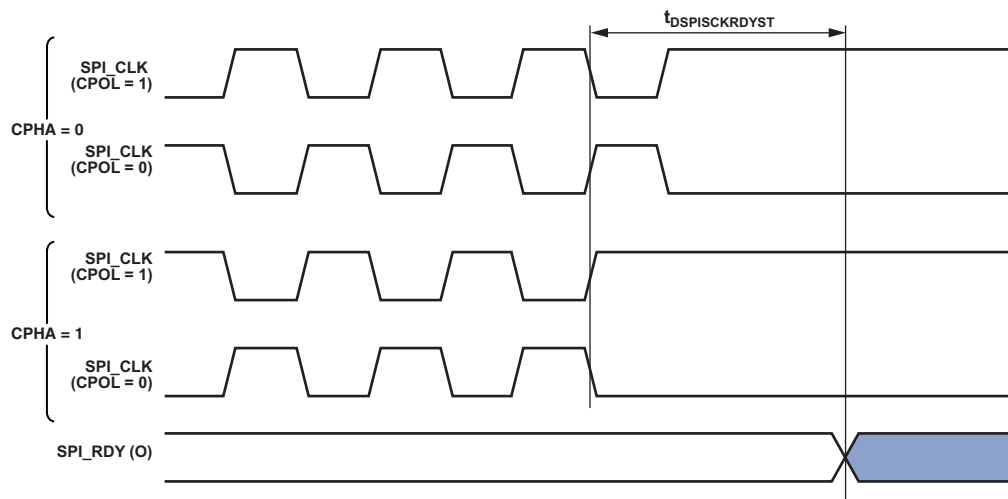 tDSPISCKRDYST
SPI_CLK
(CPOL = 1)
CPHA = 0
SPI_CLK
(CPOL = 0)
SPI_CLK
(CPOL = 1)
CPHA = 1
SPI_CLK
(CPOL = 0)
SPI_RDY (O)